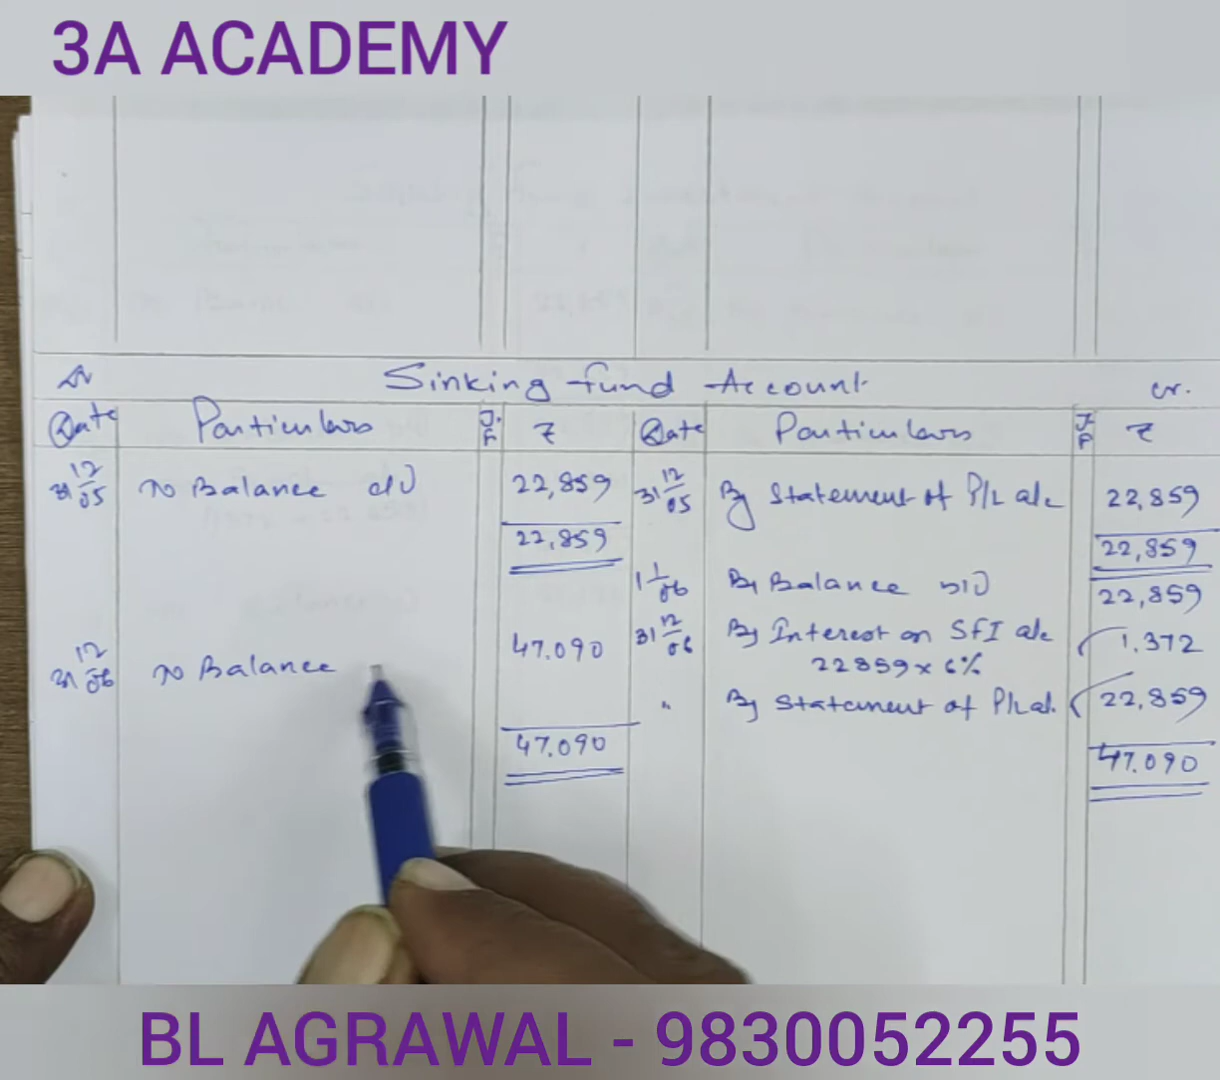 3A ACADEMY
Dr Sinking fund Account cr.
Date Particulars J.F ₹ Date Particulars J.F ₹
31 12/05 To Balance c/d 22,859 31 12/05 By Statement of P/L a/c 22,859
22,859 22,859
1 1/06 By Balance b/d 22,859
31 12/06 To Balance 47.090 31 12/06 By Interest on SFI a/c 1.372
22859 x 6%
" By Statement of P/L a/c. 22,859
47.090 47.090
BL AGRAWAL - 9830052255